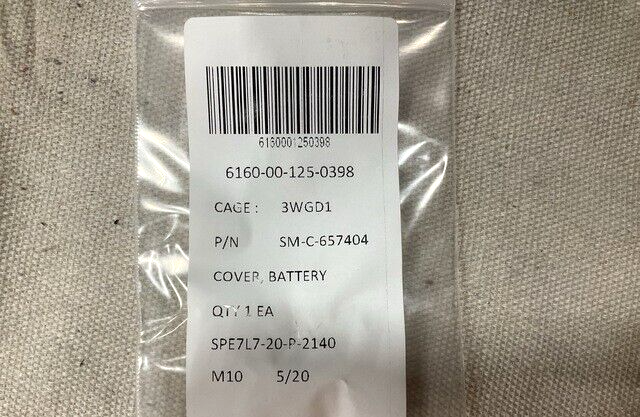 6160001250398
6160-00-125-0398
CAGE : 3WGD1
P/N SM-C-657404
COVER, BATTERY
QTY 1 EA
SPE7L7-20-P-2140
M10 5/20